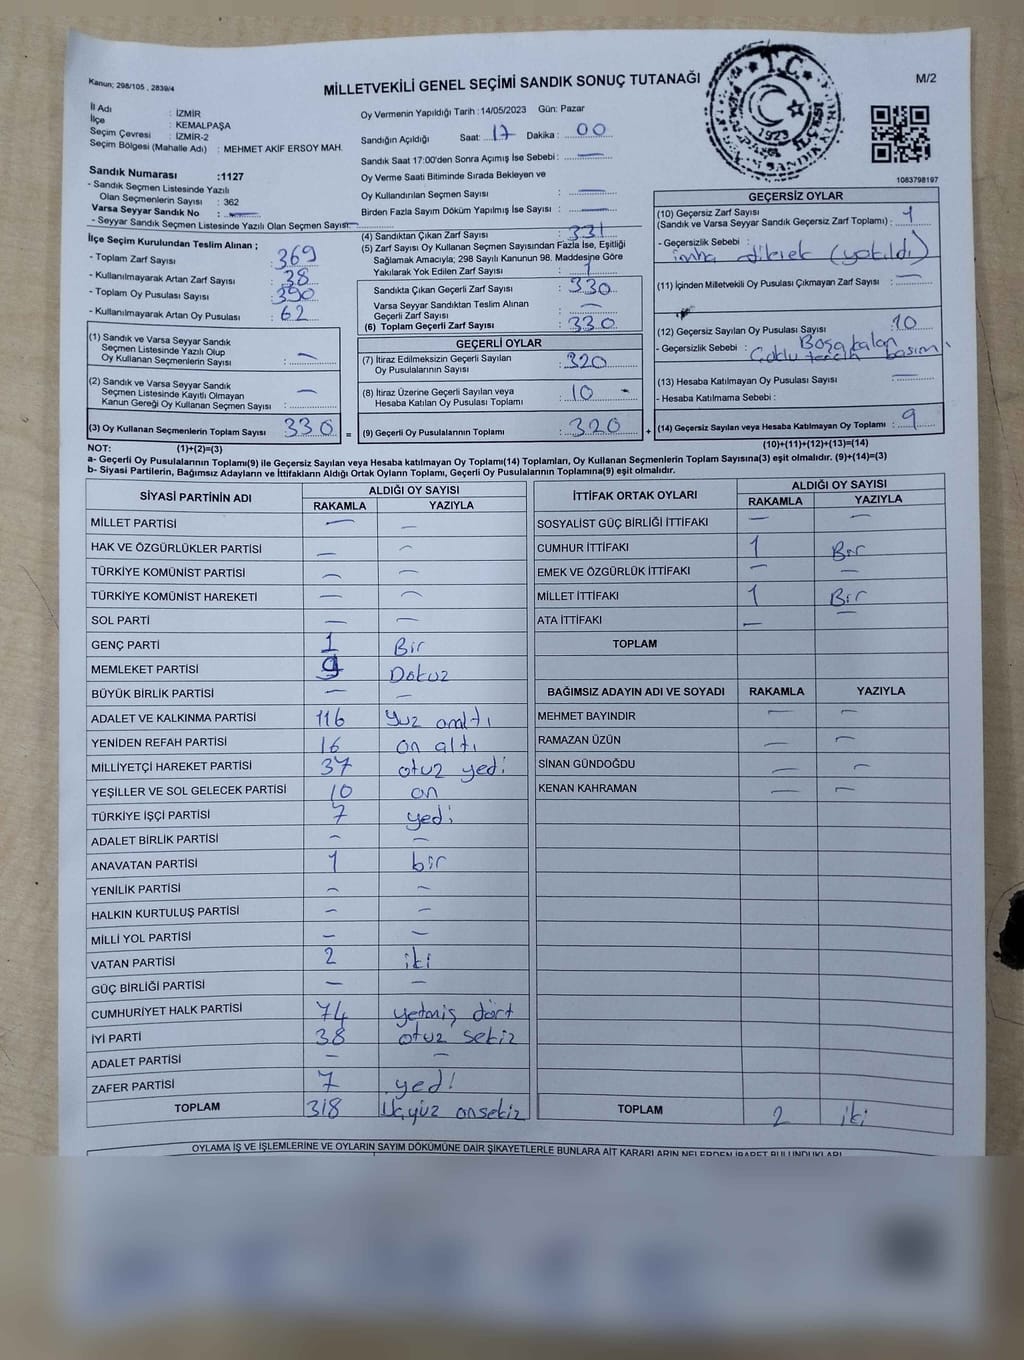 Kanun; 298/105 , 2839/4
MİLLETVEKİLİ GENEL SEÇİMİ SANDIK SONUÇ TUTANAĞI
M/2
T.C.
1923
1083798197
İl Adı : İZMİR
İlçe : KEMALPAŞA
Seçim Çevresi : İZMİR-2
Seçim Bölgesi (Mahalle Adı) : MEHMET AKİF ERSOY MAH.
Oy Vermenin Yapıldığı Tarih : 14/05/2023 Gün: Pazar
Sandığın Açıldığı Saat: 17 Dakika : 00
Sandık Saat 17:00'den Sonra Açımış İse Sebebi : —
Oy Verme Saati Bitiminde Sırada Bekleyen ve
Oy Kullandırılan Seçmen Sayısı : —
Birden Fazla Sayım Döküm Yapılmış İse Sayısı : —
Sandık Numarası :1127
- Sandık Seçmen Listesinde Yazılı
Olan Seçmenlerin Sayısı : 362
Varsa Seyyar Sandık No : —
- Seyyar Sandık Seçmen Listesinde Yazılı Olan Seçmen Sayısı: —
İlçe Seçim Kurulundan Teslim Alınan ;
- Toplam Zarf Sayısı : 369
- Kullanılmayarak Artan Zarf Sayısı : 38
- Toplam Oy Pusulası Sayısı : 390
- Kullanılmayarak Artan Oy Pusulası : 62
(1) Sandık ve Varsa Seyyar Sandık
Seçmen Listesinde Yazılı Olup
Oy Kullanan Seçmenlerin Sayısı : —
(2) Sandık ve Varsa Seyyar Sandık
Seçmen Listesinde Kayıtlı Olmayan
Kanun Gereği Oy Kullanan Seçmen Sayısı : —
(3) Oy Kullanan Seçmenlerin Toplam Sayısı : 330 =
(4) Sandıktan Çıkan Zarf Sayısı : 331
(5) Zarf Sayısı Oy Kullanan Seçmen Sayısından Fazla İse, Eşitliği
Sağlamak Amacıyla; 298 Sayılı Kanunun 98. Maddesine Göre
Yakılarak Yok Edilen Zarf Sayısı : 1
Sandıkta Çıkan Geçerli Zarf Sayısı : 330
Varsa Seyyar Sandıktan Teslim Alınan
Geçerli Zarf Sayısı : —
(6) Toplam Geçerli Zarf Sayısı : 330
GEÇERLİ OYLAR
(7) İtiraz Edilmeksizin Geçerli Sayılan
Oy Pusulalarının Sayısı : 320
(8) İtiraz Üzerine Geçerli Sayılan veya
Hesaba Katılan Oy Pusulası Toplamı : 10 -
(9) Geçerli Oy Pusulalarının Toplamı : 320 +
GEÇERSİZ OYLAR
(10) Geçersiz Zarf Sayısı
(Sandık ve Varsa Seyyar Sandık Geçersiz Zarf Toplamı) : 1
- Geçersizlik Sebebi : imha (yakıldı)
(11) İçinden Milletvekili Oy Pusulası Çıkmayan Zarf Sayısı : —
(12) Geçersiz Sayılan Oy Pusulası Sayısı : 10
- Geçersizlik Sebebi : Boşa kalan
(13) Hesaba Katılmayan Oy Pusulası Sayısı : —
- Hesaba Katılmama Sebebi :
(14) Geçersiz Sayılan veya Hesaba Katılmayan Oy Toplamı : 9
NOT: (1)+(2)=(3)
(10)+(11)+(12)+(13)=(14)
a- Geçerli Oy Pusulalarının Toplamı(9) ile Geçersiz Sayılan veya Hesaba katılmayan Oy Toplamı(14) Toplamları, Oy Kullanan Seçmenlerin Toplam Sayısına(3) eşit olmalıdır. (9)+(14)=(3)
b- Siyasi Partilerin, Bağımsız Adayların ve İttifakların Aldığı Ortak Oyların Toplamı, Geçerli Oy Pusulalarının Toplamına(9) eşit olmalıdır.
SİYASİ PARTİNİN ADI
ALDIĞI OY SAYISI
RAKAMLA YAZIYLA
MİLLET PARTİSİ — —
HAK VE ÖZGÜRLÜKLER PARTİSİ — —
TÜRKİYE KOMÜNİST PARTİSİ — —
TÜRKİYE KOMÜNİST HAREKETİ — —
SOL PARTİ — —
GENÇ PARTİ 1 Bir
MEMLEKET PARTİSİ 9 Dokuz
BÜYÜK BİRLİK PARTİSİ — —
ADALET VE KALKINMA PARTİSİ 116 Yüz onaltı
YENİDEN REFAH PARTİSİ 16 on altı
MİLLİYETÇİ HAREKET PARTİSİ 37 otuz yedi
YEŞİLLER VE SOL GELECEK PARTİSİ 10 on
TÜRKİYE İŞÇİ PARTİSİ 7 yedi
ADALET BİRLİK PARTİSİ — —
ANAVATAN PARTİSİ 1 bir
YENİLİK PARTİSİ — —
HALKIN KURTULUŞ PARTİSİ — —
MİLLİ YOL PARTİSİ — —
VATAN PARTİSİ 2 iki
GÜÇ BİRLİĞİ PARTİSİ — —
CUMHURİYET HALK PARTİSİ 74 yetmiş dört
İYİ PARTİ 38 otuz sekiz
ADALET PARTİSİ — —
ZAFER PARTİSİ 7 yedi
TOPLAM 318 Üçyüz onsekiz
İTTİFAK ORTAK OYLARI
ALDIĞI OY SAYISI
RAKAMLA YAZIYLA
SOSYALİST GÜÇ BİRLİĞİ İTTİFAKI — —
CUMHUR İTTİFAKI 1 Bir
EMEK VE ÖZGÜRLÜK İTTİFAKI — —
MİLLET İTTİFAKI 1 Bir
ATA İTTİFAKI — —
TOPLAM
BAĞIMSIZ ADAYIN ADI VE SOYADI RAKAMLA YAZIYLA
MEHMET BAYINDIR — —
RAMAZAN ÜZÜN — —
SİNAN GÜNDOĞDU — —
KENAN KAHRAMAN — —
TOPLAM 2 iki
OYLAMA İŞ VE İŞLEMLERİNE VE OYLARIN SAYIM DÖKÜMÜNE DAİR ŞİKAYETLERLE BUNLARA AİT KARARLARIN NELERDEN İBARET BULUNDUKLARI